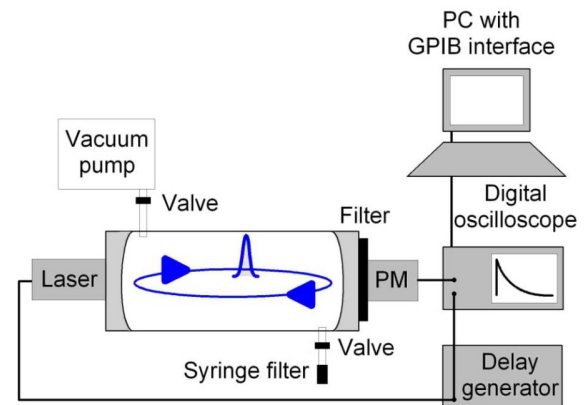 PC with
GPIB interface
Vacuum
pump
Valve
Digital
oscilloscope
Filter
Laser
PM
Valve
Syringe filter
Delay
generator